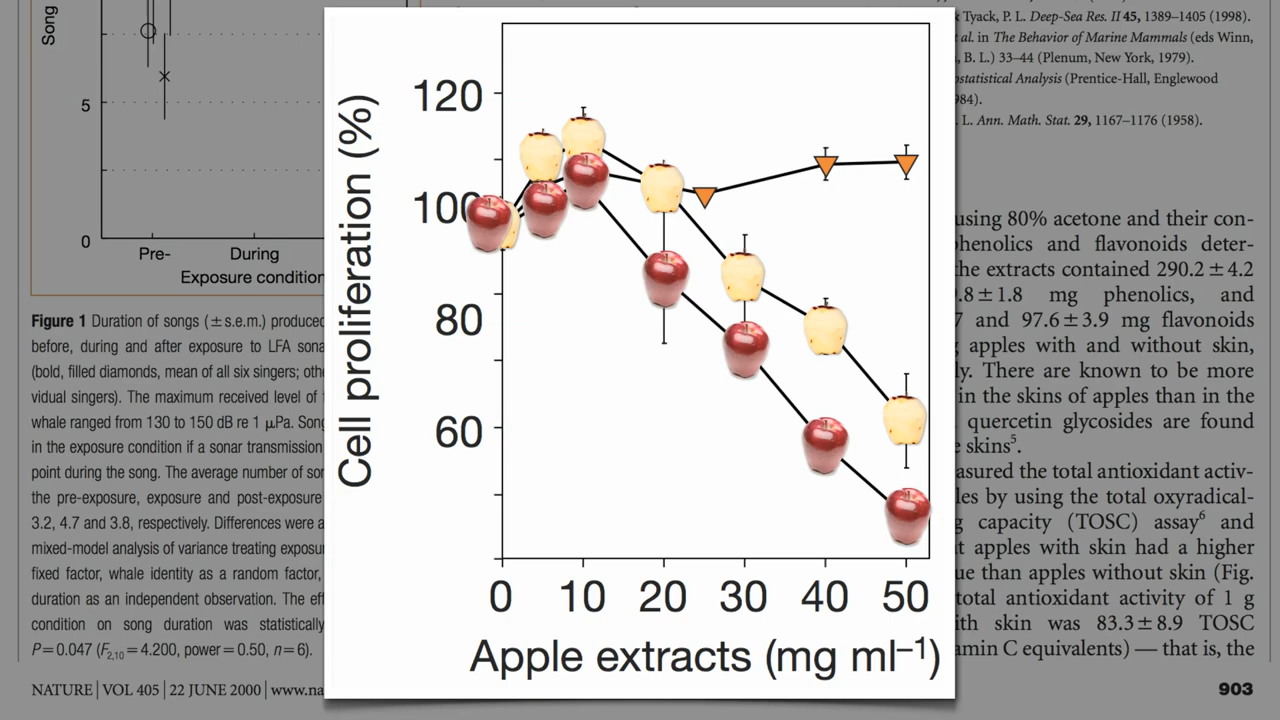 Song
5
0
Pre-
During
Exposure condition
Figure 1 Duration of songs (±s.e.m.) produced
before, during and after exposure to LFA sona
(bold, filled diamonds, mean of all six singers; oth
vidual singers). The maximum received level of
whale ranged from 130 to 150 dB re 1 μPa. Song
in the exposure condition if a sonar transmission
point during the song. The average number of son
the pre-exposure, exposure and post-exposure
3.2, 4.7 and 3.8, respectively. Differences were a
mixed-model analysis of variance treating exposur
fixed factor, whale identity as a random factor,
duration as an independent observation. The eff
condition on song duration was statistically
P=0.047 (F2,10=4.200, power=0.50, n=6).
NATURE | VOL 405 | 22 JUNE 2000 | www.na
Cell proliferation (%)
120
100
80
60
0 10 20 30 40 50
Apple extracts (mg ml–1)
Tyack, P. L. Deep-Sea Res. II 45, 1389–1405 (1998).
et al. in The Behavior of Marine Mammals (eds Winn,
, B. L.) 33–44 (Plenum, New York, 1979).
ostatistical Analysis (Prentice-Hall, Englewood
984).
. L. Ann. Math. Stat. 29, 1167–1176 (1958).
using 80% acetone and their con-
phenolics and flavonoids deter-
the extracts contained 290.2±4.2
.8±1.8 mg phenolics, and
7 and 97.6±3.9 mg flavonoids
g apples with and without skin,
ly. There are known to be more
in the skins of apples than in the
quercetin glycosides are found
e skins5.
asured the total antioxidant activ-
les by using the total oxyradical-
g capacity (TOSC) assay6 and
t apples with skin had a higher
ue than apples without skin (Fig.
total antioxidant activity of 1 g
ith skin was 83.3±8.9 TOSC
amin C equivalents) — that is, the
903